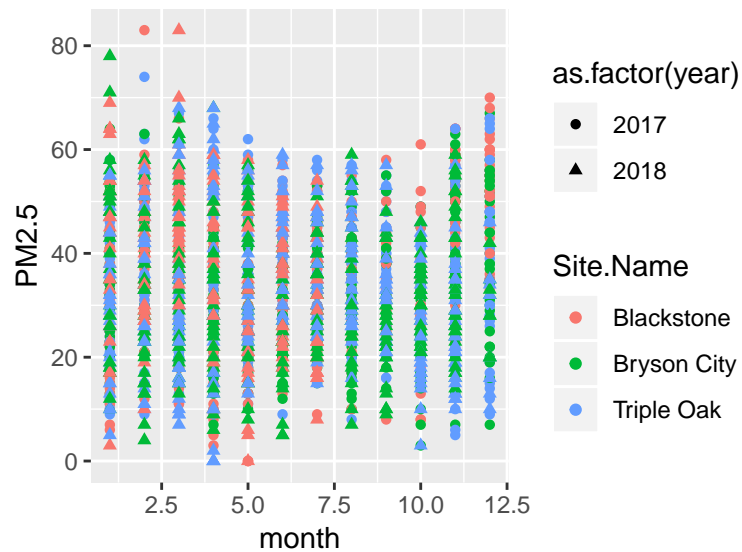 80
60
40
20
0
PM2.5
2.5
5.0
7.5
10.0
12.5
month
as.factor(year)
2017
2018
Site.Name
Blackstone
Bryson City
Triple Oak